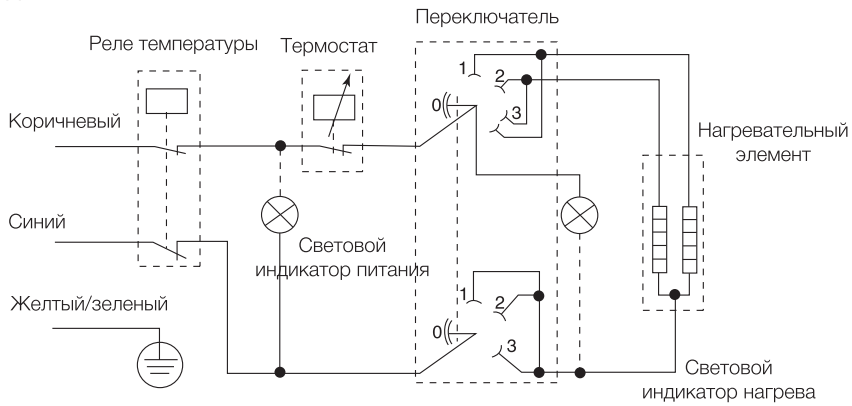 Переключатель
Реле температуры
Термостат
1
2
0
3
Коричневый
Нагревательный
элемент
Синий
Световой
индикатор питания
Желтый/зеленый
1
2
0
3
Световой
индикатор нагрева